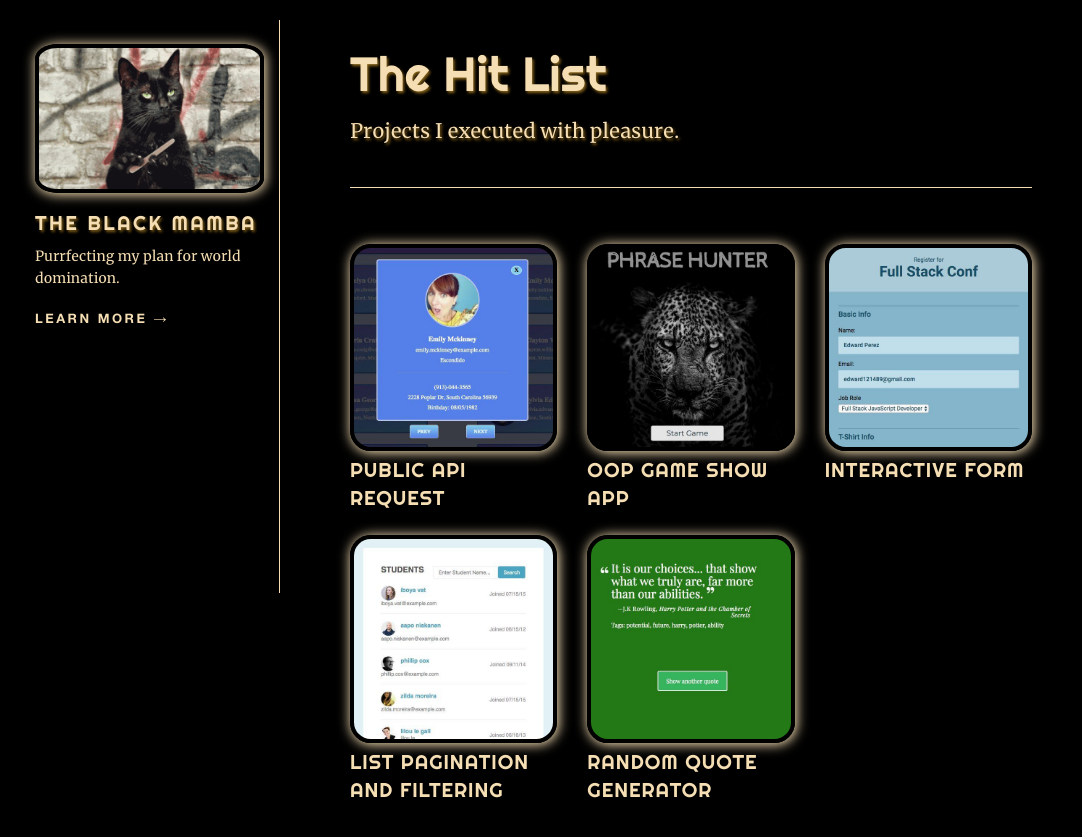 The Hit List
Projects I executed with pleasure.
THE BLACK MAMBA
Purrfecting my plan for world
domination.
LEARN MORE →
X
Emily Mckinney
emily.mckinney@example.com
Escondido
(913)-044-3565
2228 Poplar Dr, South Carolina 56939
Birthday: 08/03/1982
PREV NEXT
PUBLIC API
REQUEST
PHRASE HUNTER
Start Game
OOP GAME SHOW
APP
Register for
Full Stack Conf
Basic Info
Name:
Edward Perez
Email:
edward121489@gmail.com
Job Role
Full Stack JavaScript Developer
T-Shirt Info
INTERACTIVE FORM
STUDENTS Enter Student Name... Search
iboya vat Joined 07/15/13
iboya.vat@example.com
aapo niskanen Joined 06/15/12
aapo.niskanen@example.com
phillip cox Joined 09/11/14
phillip.cox@example.com
zilda moreira Joined 07/16/15
zilda.moreira@example.com
lilou le gall
LIST PAGINATION
AND FILTERING
“ It is our choices... that show
what we truly are, far more
than our abilities. ”
—J.K Rowling, Harry Potter and the Chamber of
Secrets
Tags: potential, future, harry, potter, ability
Show another quote
RANDOM QUOTE
GENERATOR